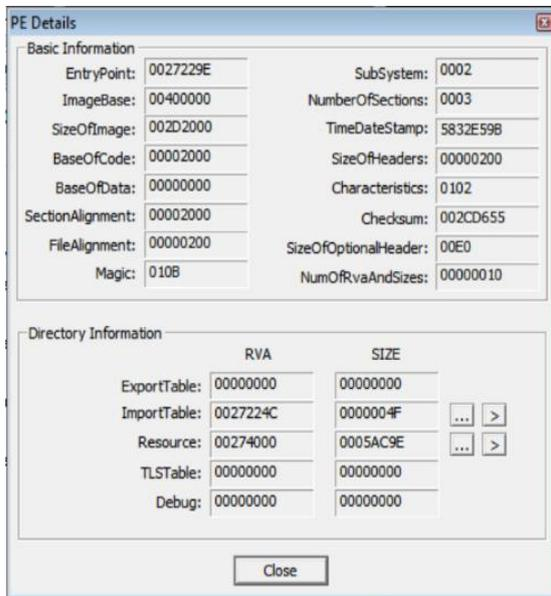 PE Details
Basic Information
EntryPoint: 0027229E SubSystem: 0002
ImageBase: 00400000 NumberOfSections: 0003
SizeOfImage: 002D2000 TimeDateStamp: 5832E59B
BaseOfCode: 00002000 SizeOfHeaders: 00000200
BaseOfData: 00000000 Characteristics: 0102
SectionAlignment: 00002000 Checksum: 002CD655
FileAlignment: 00000200 SizeOfOptionalHeader: 00E0
Magic: 010B NumOfRvaAndSizes: 00000010
Directory Information
RVA SIZE
ExportTable: 00000000 00000000
ImportTable: 0027224C 0000004F ... >
Resource: 00274000 0005AC9E ... >
TLSTable: 00000000 00000000
Debug: 00000000 00000000
Close